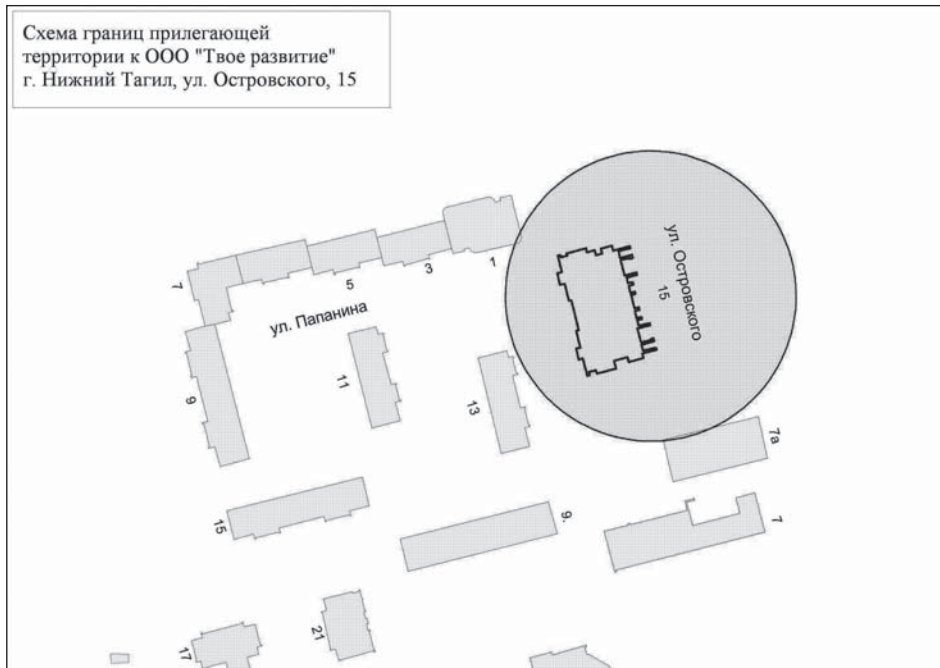 Схема границ прилегающей
территории к ООО "Твое развитие"
г. Нижний Тагил, ул. Островского, 15
ул. Островского
15
1
3
5
7
ул. Папанина
11
13
9
7а
15
9.
7
21
17